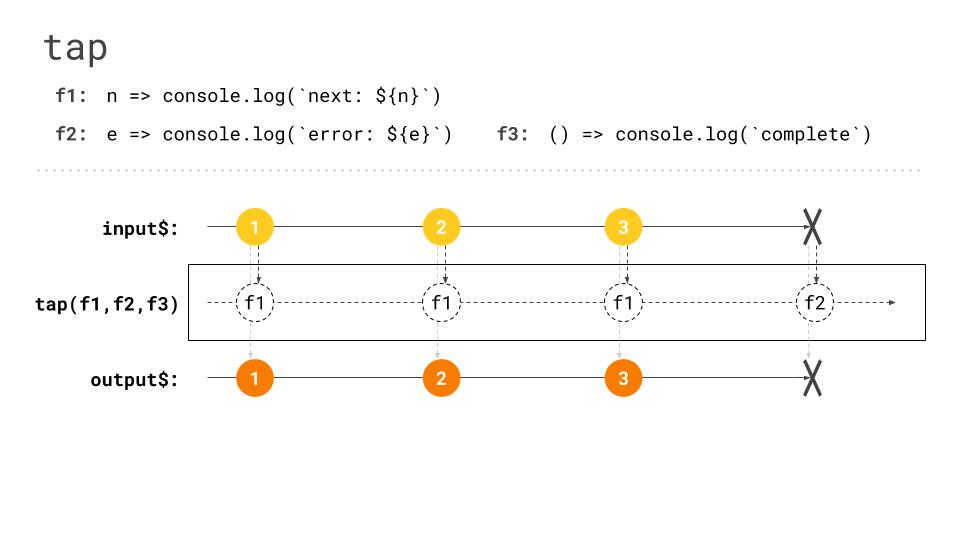 tap
f1: n => console.log(`next: ${n}`)
f2: e => console.log(`error: ${e}`) f3: () => console.log(`complete`)
input$: 1 2 3
tap(f1,f2,f3) f1 f1 f1 f2
output$: 1 2 3